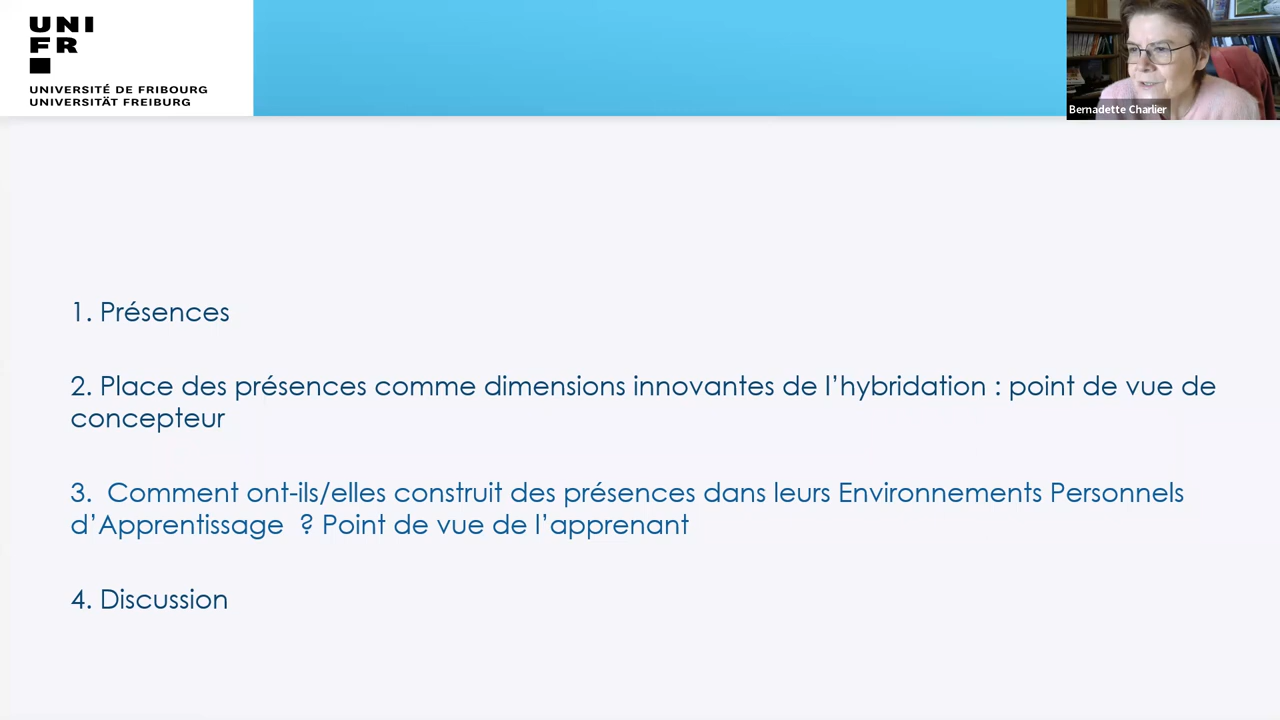 UNI
FR
UNIVERSITÉ DE FRIBOURG
UNIVERSITÄT FREIBURG
Bernadette Charlier
1. Présences
2. Place des présences comme dimensions innovantes de l’hybridation : point de vue de
concepteur
3.  Comment ont-ils/elles construit des présences dans leurs Environnements Personnels
d’Apprentissage  ? Point de vue de l’apprenant
4. Discussion